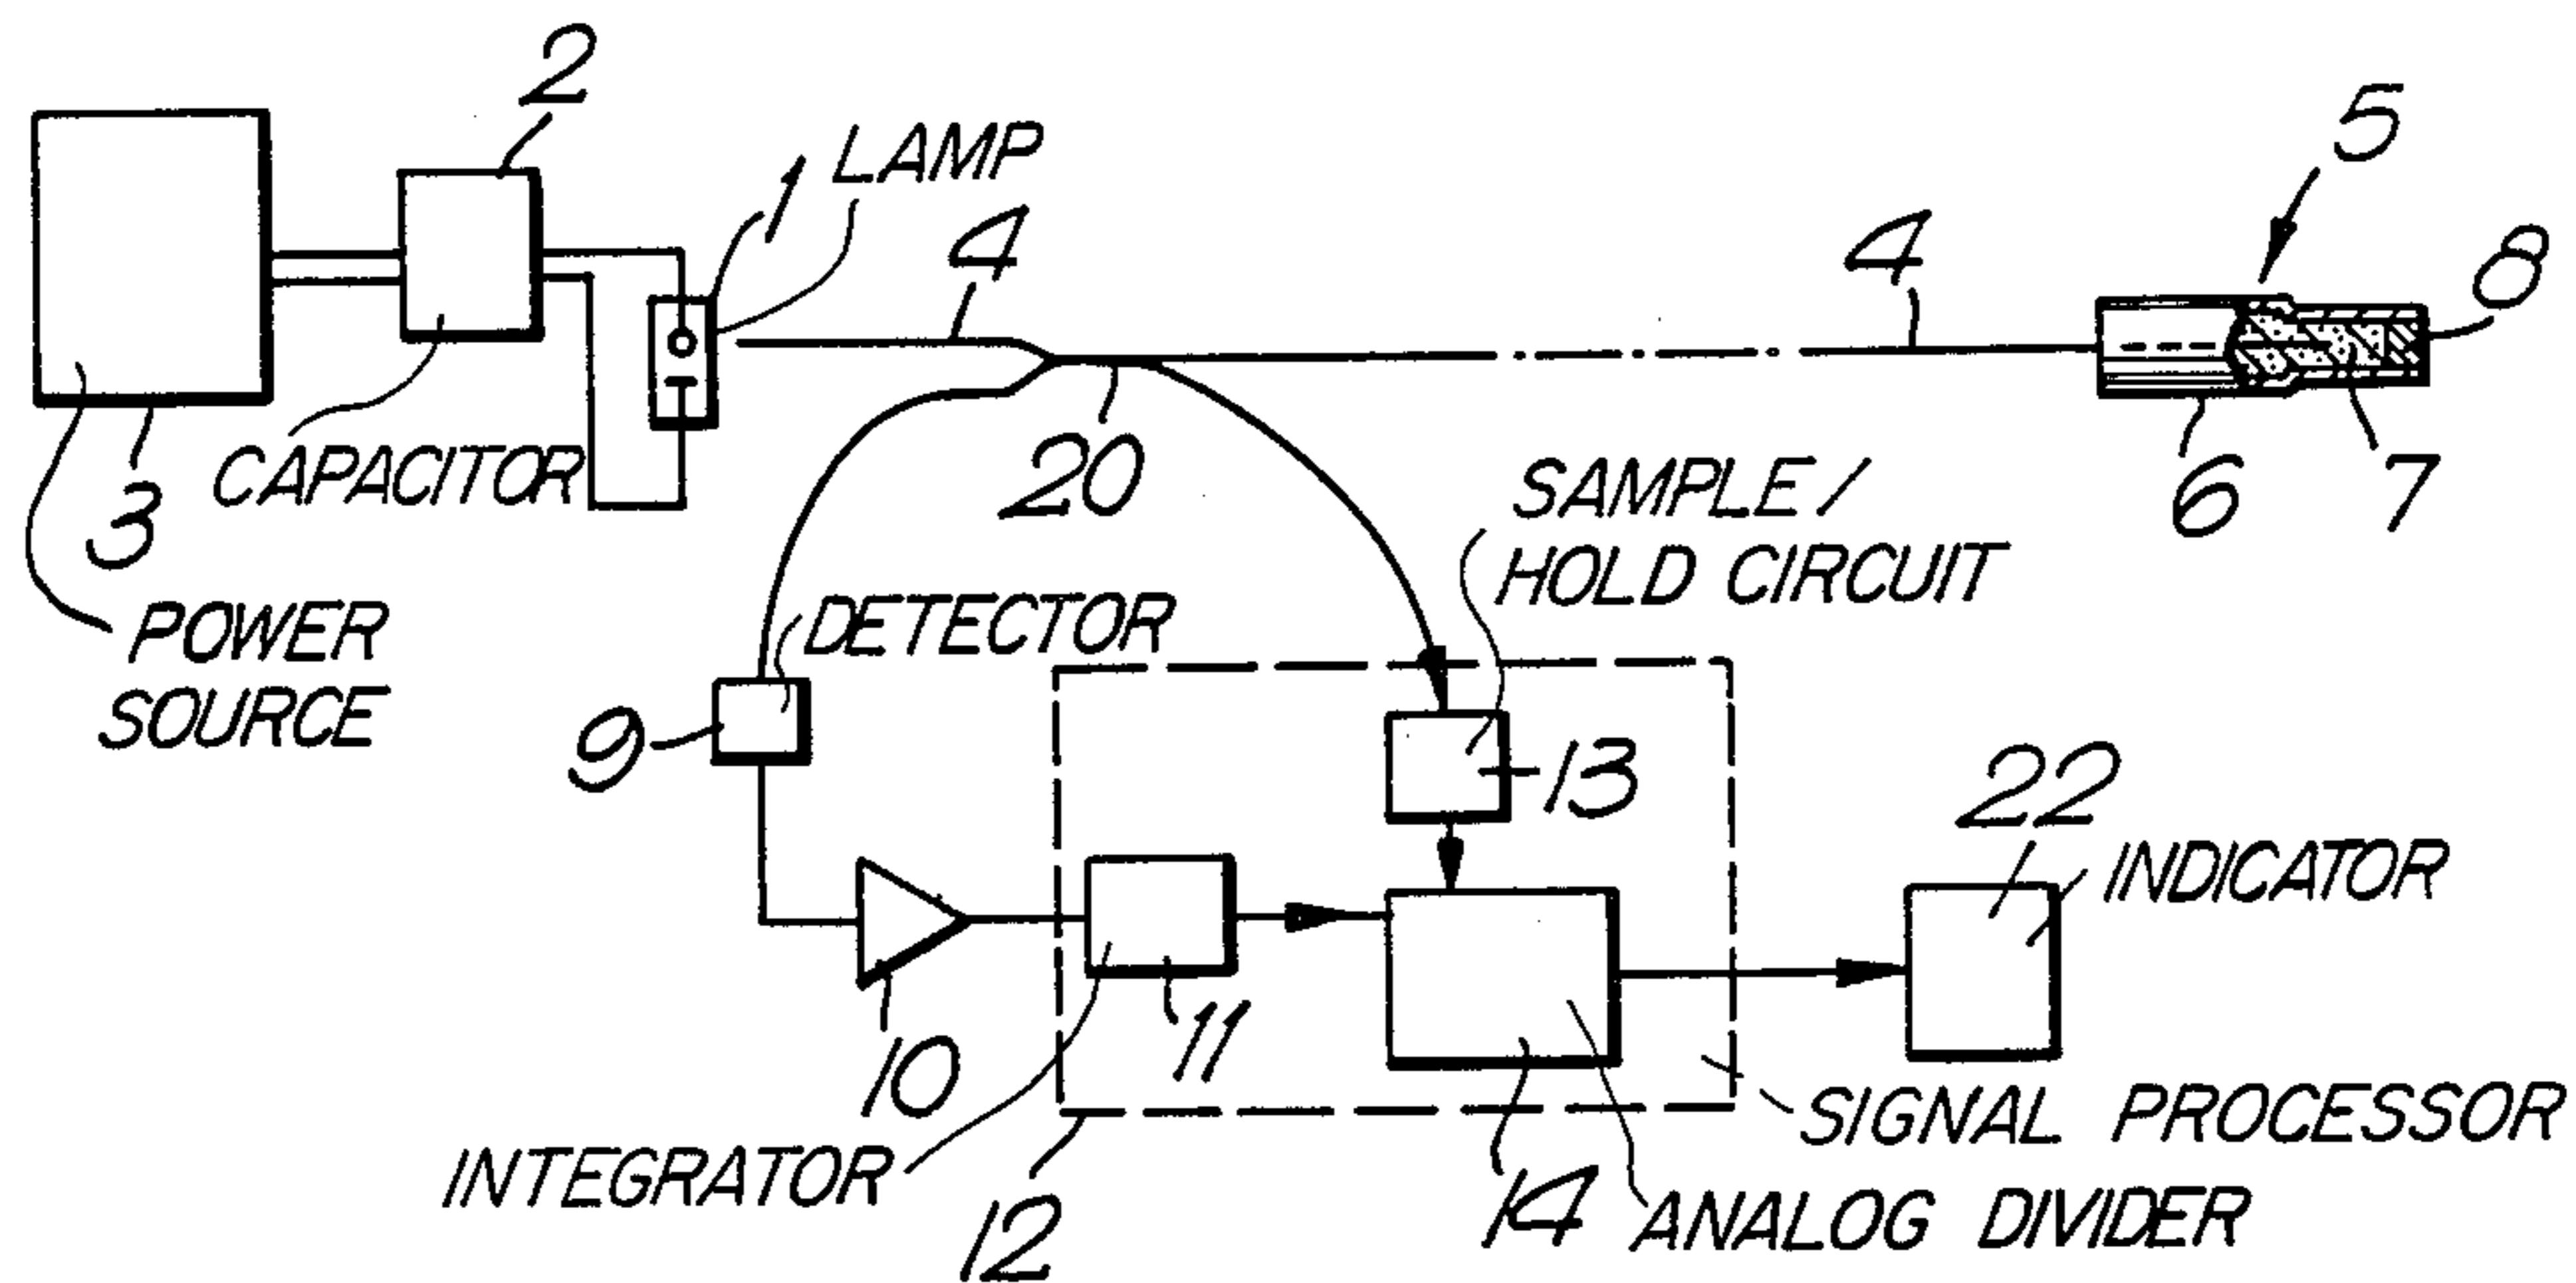 2
1
LAMP
4
4
5
8
CAPACITOR
3
POWER
SOURCE
20
6
7
SAMPLE /
HOLD CIRCUIT
DETECTOR
9
13
22
INDICATOR
10
11
INTEGRATOR
12
14
SIGNAL PROCESSOR
ANALOG DIVIDER